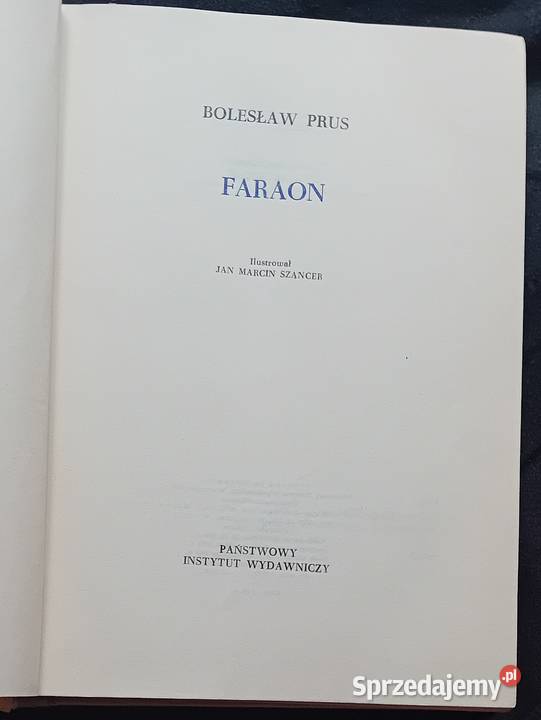 BOLESŁAW PRUS
FARAON
Ilustrował
JAN MARCIN SZANCER
PAŃSTWOWY
INSTYTUT WYDAWNICZY
Sprzedajemy.pl